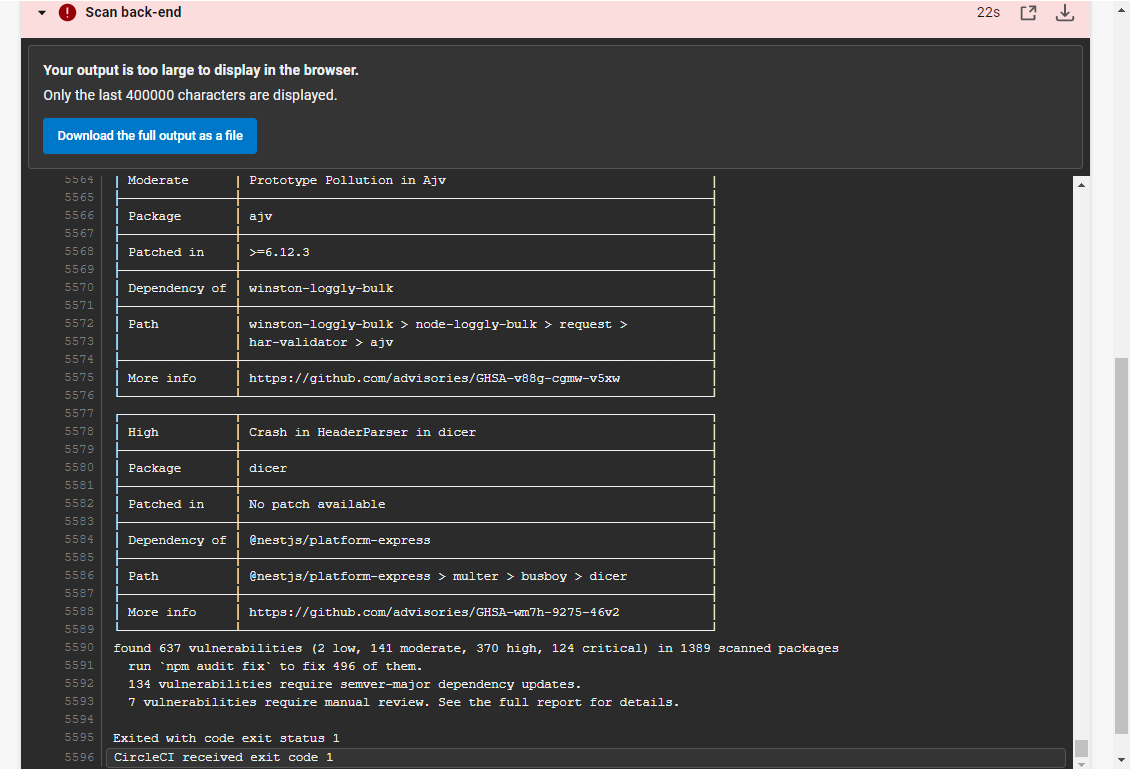 Scan back-end 22s
Your output is too large to display in the browser.
Only the last 400000 characters are displayed.
Download the full output as a file
5564 Moderate Prototype Pollution in Ajv
5565
5566 Package ajv
5567
5568 Patched in >=6.12.3
5569
5570 Dependency of winston-loggly-bulk
5571
5572 Path winston-loggly-bulk > node-loggly-bulk > request >
5573 har-validator > ajv
5574
5575 More info https://github.com/advisories/GHSA-v88g-cgmw-v5xw
5576
5577
5578 High Crash in HeaderParser in dicer
5579
5580 Package dicer
5581
5582 Patched in No patch available
5583
5584 Dependency of @nestjs/platform-express
5585
5586 Path @nestjs/platform-express > multer > busboy > dicer
5587
5588 More info https://github.com/advisories/GHSA-wm7h-9275-46v2
5589
5590 found 637 vulnerabilities (2 low, 141 moderate, 370 high, 124 critical) in 1389 scanned packages
5591 run `npm audit fix` to fix 496 of them.
5592 134 vulnerabilities require semver-major dependency updates.
5593 7 vulnerabilities require manual review. See the full report for details.
5594
5595 Exited with code exit status 1
5596 CircleCI received exit code 1